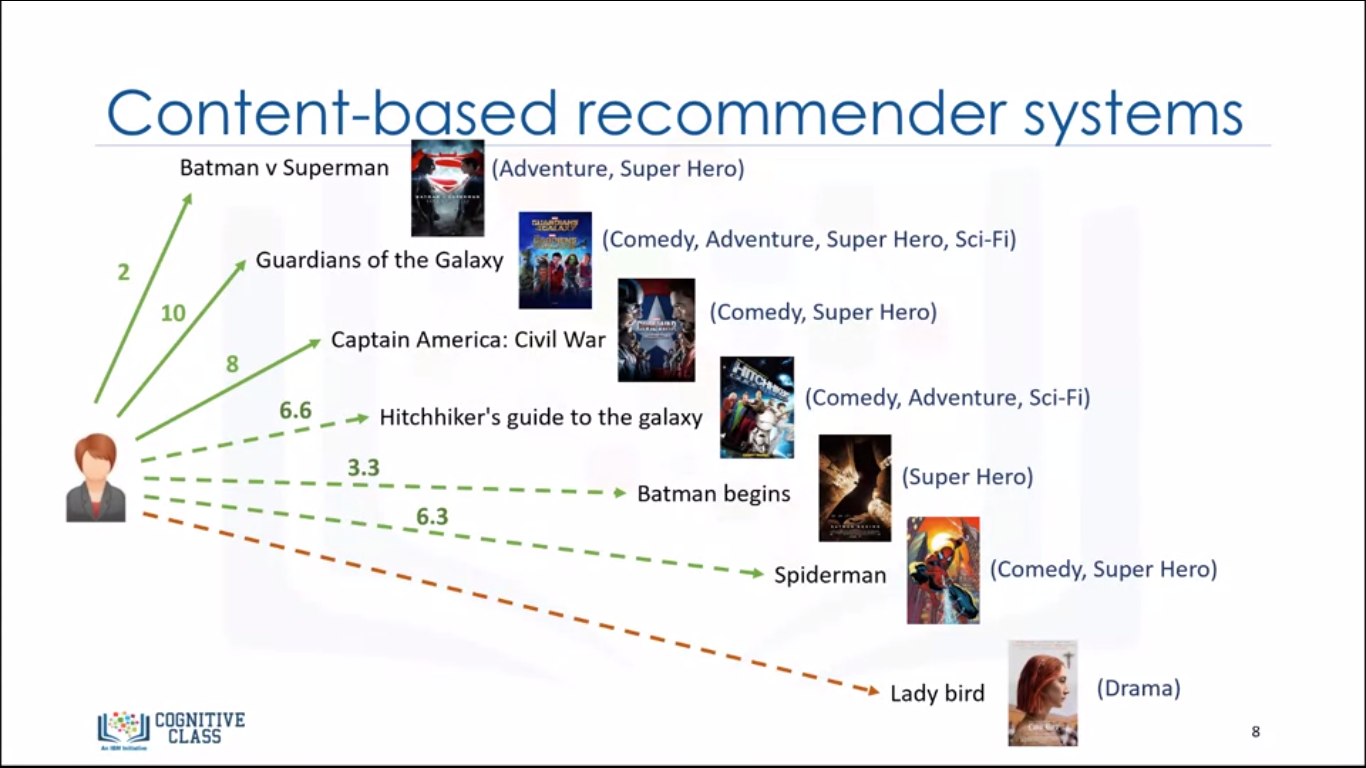 Content-based recommender systems
Batman v Superman (Adventure, Super Hero)
2
Guardians of the Galaxy (Comedy, Adventure, Super Hero, Sci-Fi)
10
Captain America: Civil War (Comedy, Super Hero)
8
Hitchhiker's guide to the galaxy (Comedy, Adventure, Sci-Fi)
6.6
Batman begins (Super Hero)
3.3
Spiderman (Comedy, Super Hero)
6.3
Lady bird (Drama)
COGNITIVE
CLASS
An IBM Initiative
8